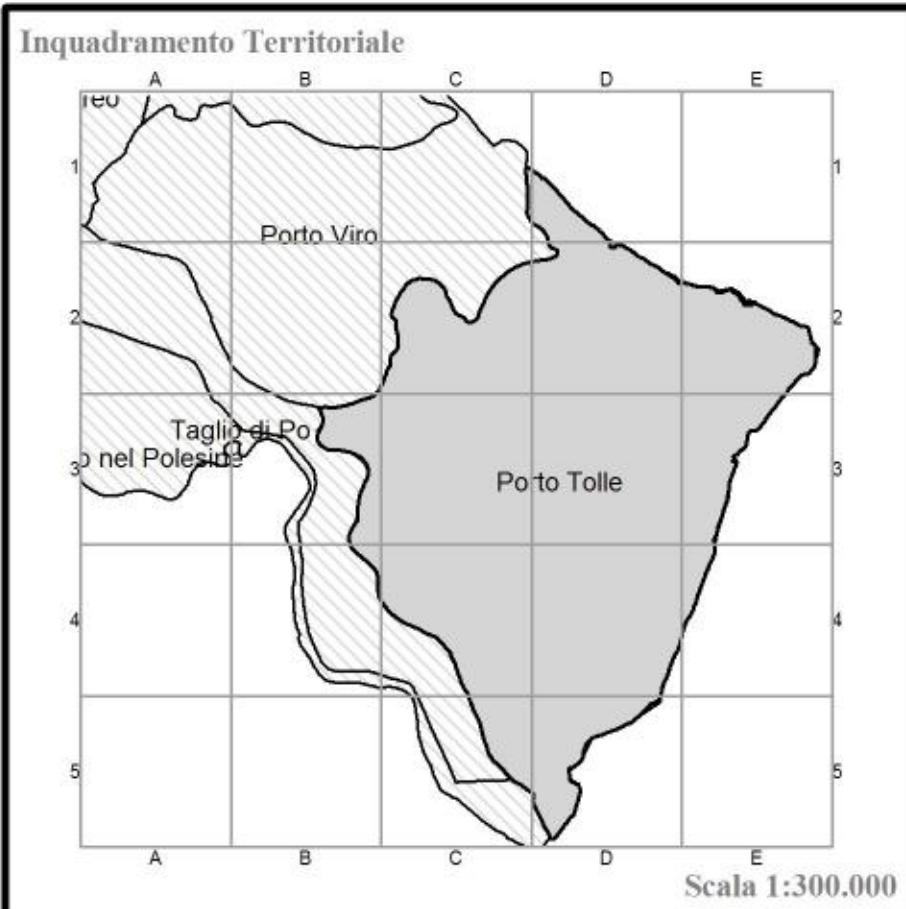 Inquadramento Territoriale
A B C D E
reo
1 1
Porto Viro
2 2
Taglio di Po
o nel Polesine
3 3
Porto Tolle
4 4
5 5
A B C D E
Scala 1:300.000